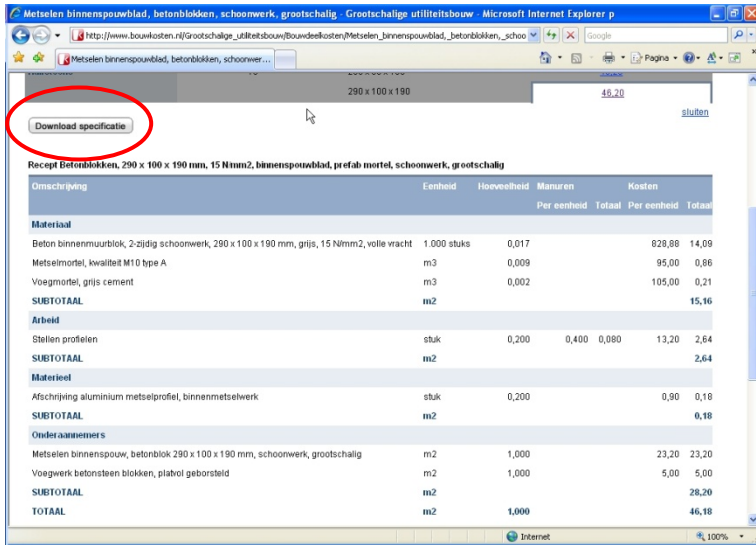 Metselen binnenspouwblad, betonblokken, schoonwerk, grootschalig - Grootschalige utiliteitsbouw - Microsoft Internet Explorer p
http://www.bouwkosten.nl/Grootschalige_utiliteitsbouw/Bouwdeelkosten/Metselen_binnenspouwblad,_betonblokken,_schoo
Google
Metselen binnenspouwblad, betonblokken, schoonwer...
Pagina
290 x 100 x 190 46,20
sluiten
Download specificatie
Recept Betonblokken, 290 x 100 x 190 mm, 15 N/mm2, binnenspouwblad, prefab mortel, schoonwerk, grootschalig
Omschrijving Eenheid Hoeveelheid Manuren Kosten
Per eenheid Totaal Per eenheid Totaal
Materiaal
Beton binnenmuurblok, 2-zijdig schoonwerk, 290 x 100 x 190 mm, grijs, 15 N/mm2, volle vracht 1.000 stuks 0,017 828,88 14,09
Metselmortel, kwaliteit M10 type A m3 0,009 95,00 0,86
Voegmortel, grijs cement m3 0,002 105,00 0,21
SUBTOTAAL m2 15,16
Arbeid
Stellen profielen stuk 0,200 0,400 0,080 13,20 2,64
SUBTOTAAL m2 2,64
Materieel
Afschrijving aluminium metselprofiel, binnenmetselwerk stuk 0,200 0,90 0,18
SUBTOTAAL m2 0,18
Onderaannemers
Metselen binnenspouw, betonblok 290 x 100 x 190 mm, schoonwerk, grootschalig m2 1,000 23,20 23,20
Voegwerk betonsteen blokken, platvol geborsteld m2 1,000 5,00 5,00
SUBTOTAAL m2 28,20
TOTAAL m2 1,000 46,18
Internet 100%